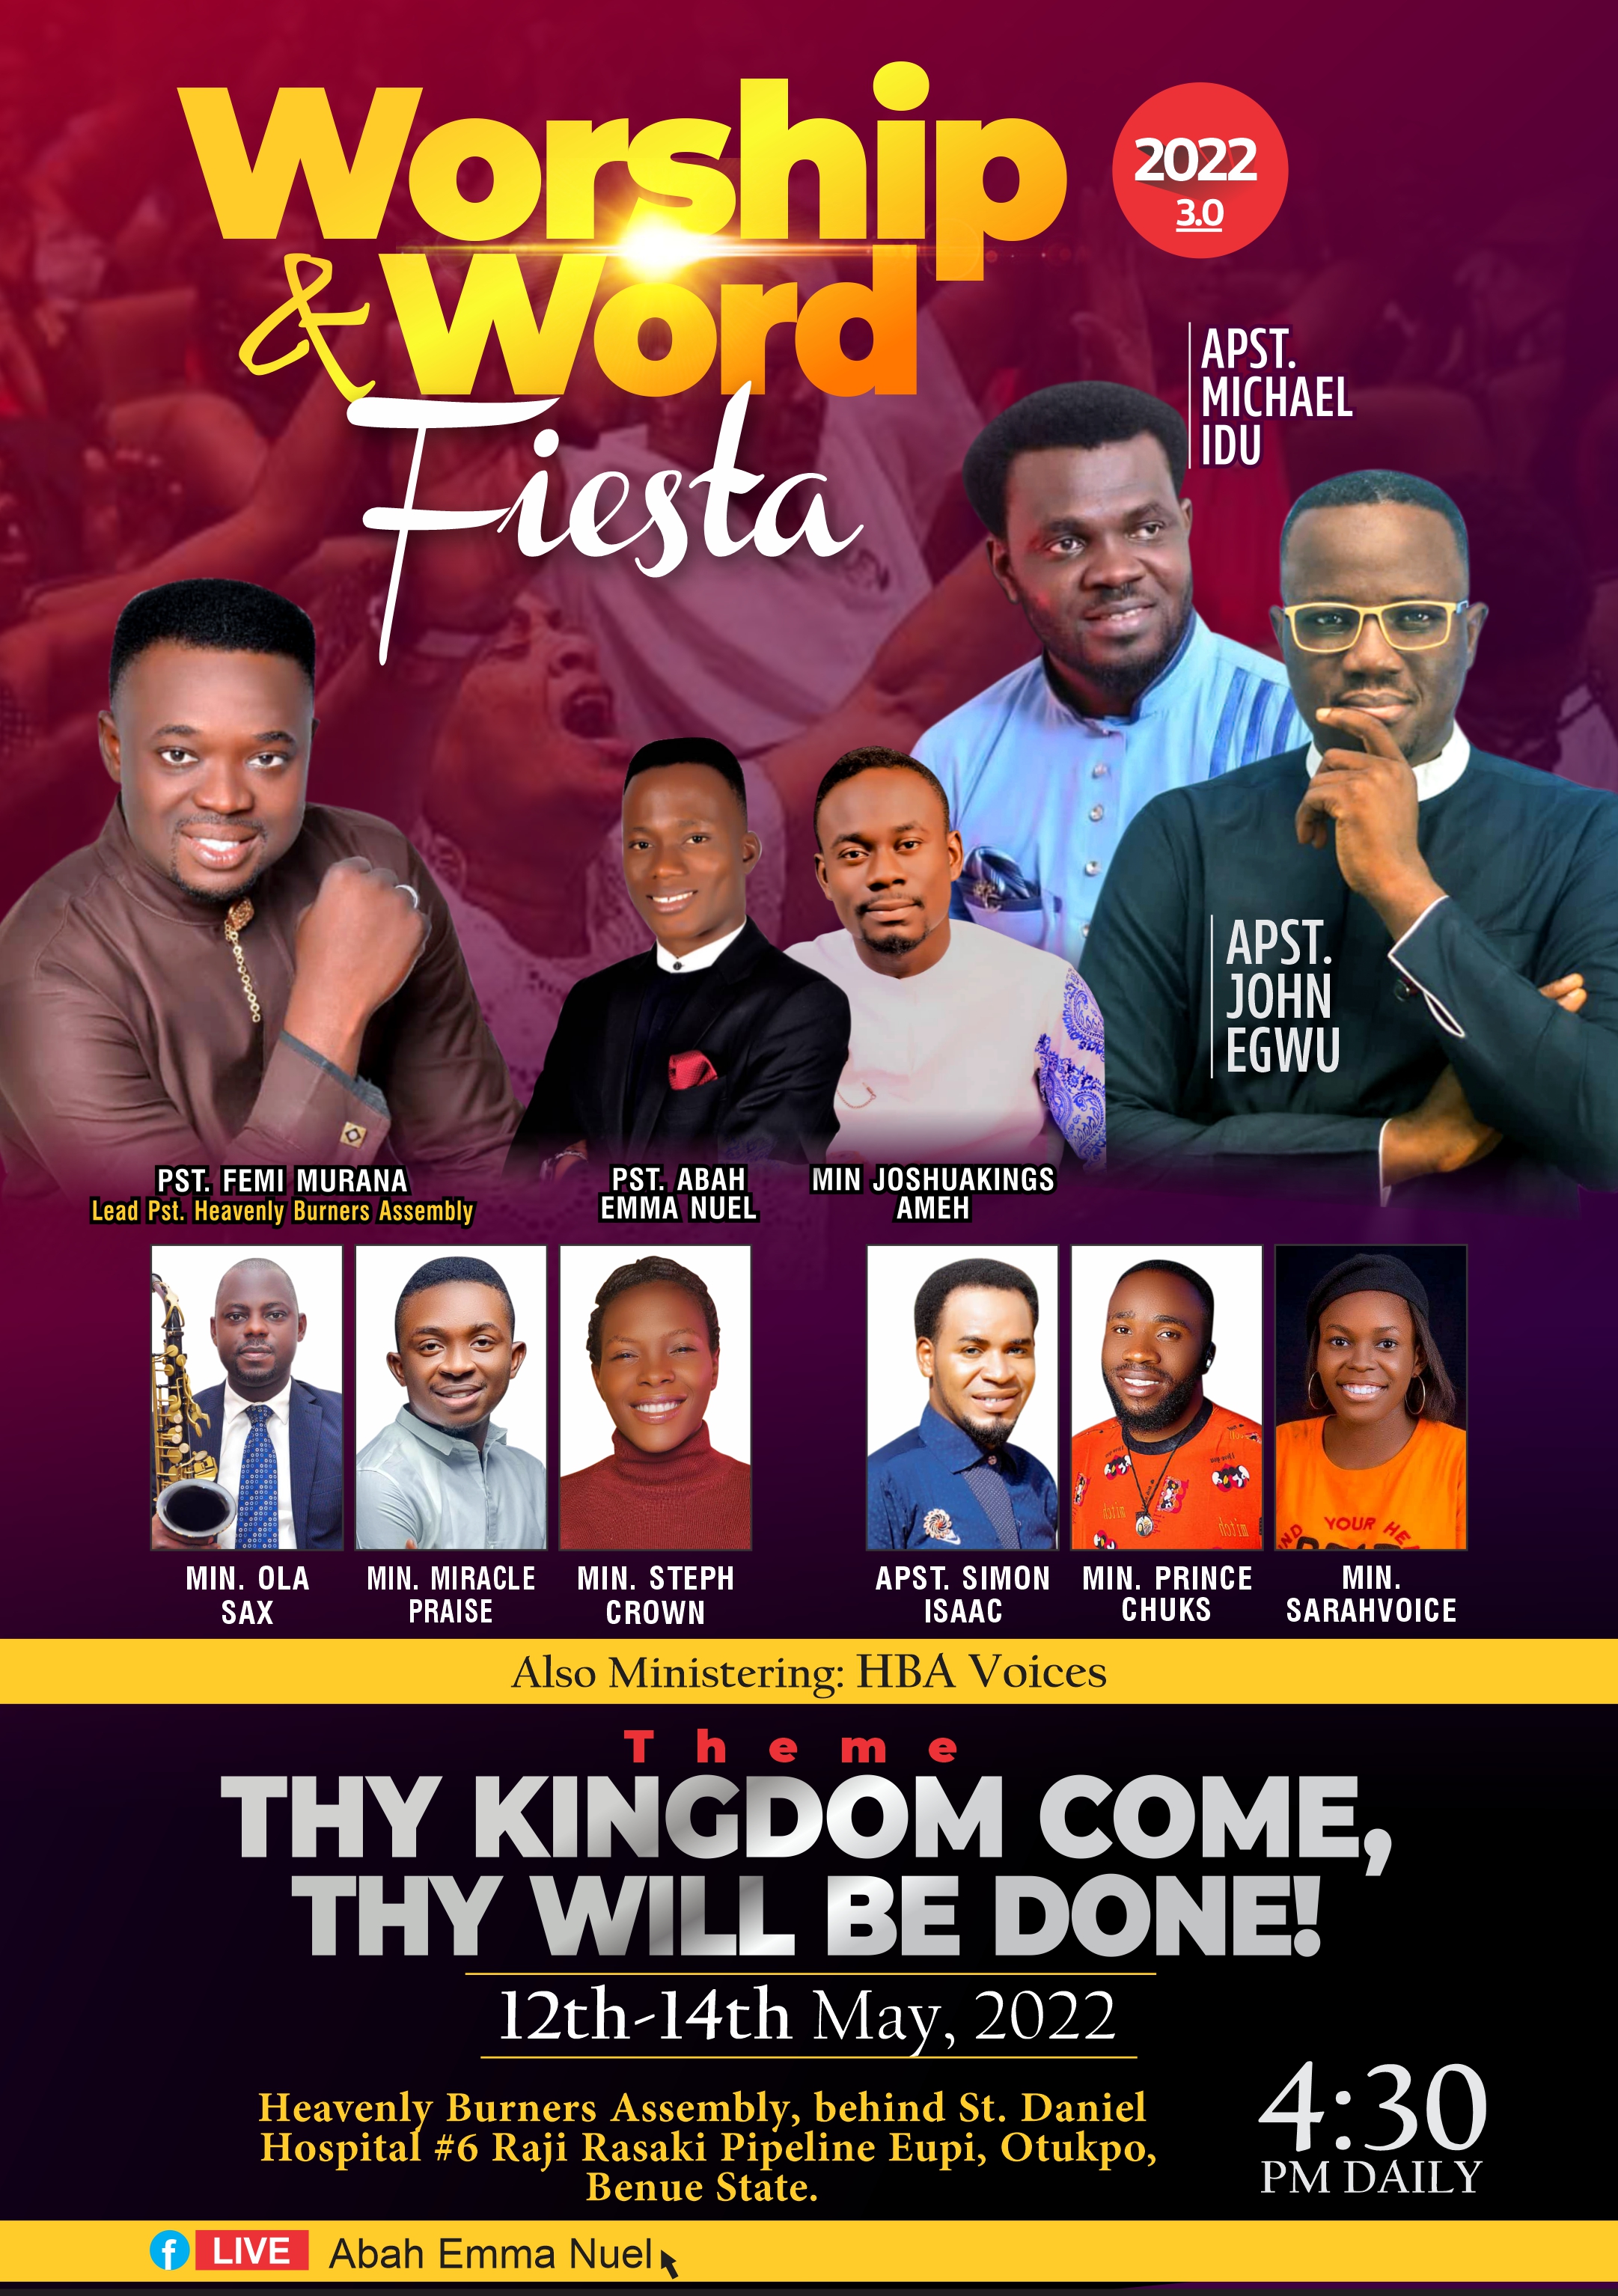 Worship
& Word
Fiesta
2022
3.0
APST.
MICHAEL
IDU
APST.
JOHN
EGWU
PST. FEMI MURANA
Lead Pst. Heavenly Burners Assembly
PST. ABAH
EMMA NUEL
MIN JOSHUAKINGS
AMEH
MIN. OLA
SAX
MIN. MIRACLE
PRAISE
MIN. STEPH
CROWN
APST. SIMON
ISAAC
MIN. PRINCE
CHUKS
YOUR
MIN.
SARAHVOICE
Also Ministering: HBA Voices
Theme
THY KINGDOM COME,
THY WILL BE DONE!
12th-14th May, 2022
Heavenly Burners Assembly, behind St. Daniel
Hospital #6 Raji Rasaki Pipeline Eupi, Otukpo,
Benue State.
4:30
PM DAILY
f LIVE Abah Emma Nuel